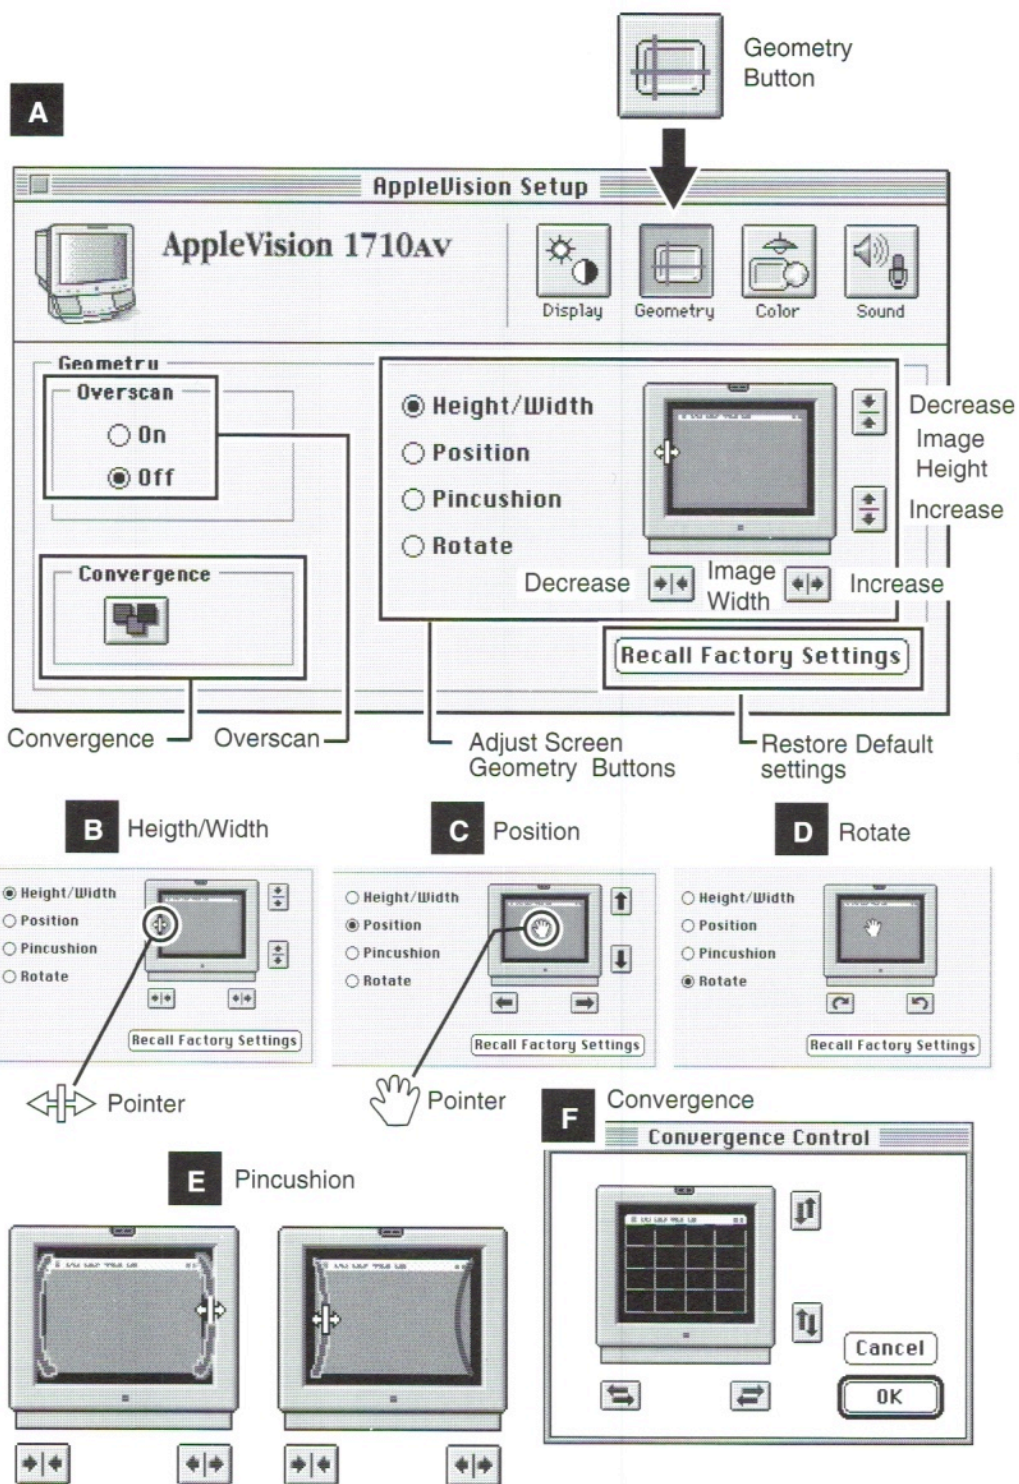 Geometry
Button
A
AppleVision Setup
AppleVision 1710AV
Display
Geometry
Color
Sound
Geometry
Overscan
On
Off
Convergence
Height/Width
Position
Pincushion
Rotate
Decrease
Image
Height
Increase
Decrease
Image
Width
Increase
Recall Factory Settings
Convergence
Overscan
Adjust Screen
Geometry Buttons
Restore Default
settings
B
Heigth/Width
Height/Width
Position
Pincushion
Rotate
Recall Factory Settings
Pointer
C
Position
Height/Width
Position
Pincushion
Rotate
Recall Factory Settings
Pointer
D
Rotate
Height/Width
Position
Pincushion
Rotate
Recall Factory Settings
E
Pincushion
F
Convergence
Convergence Control
Cancel
OK